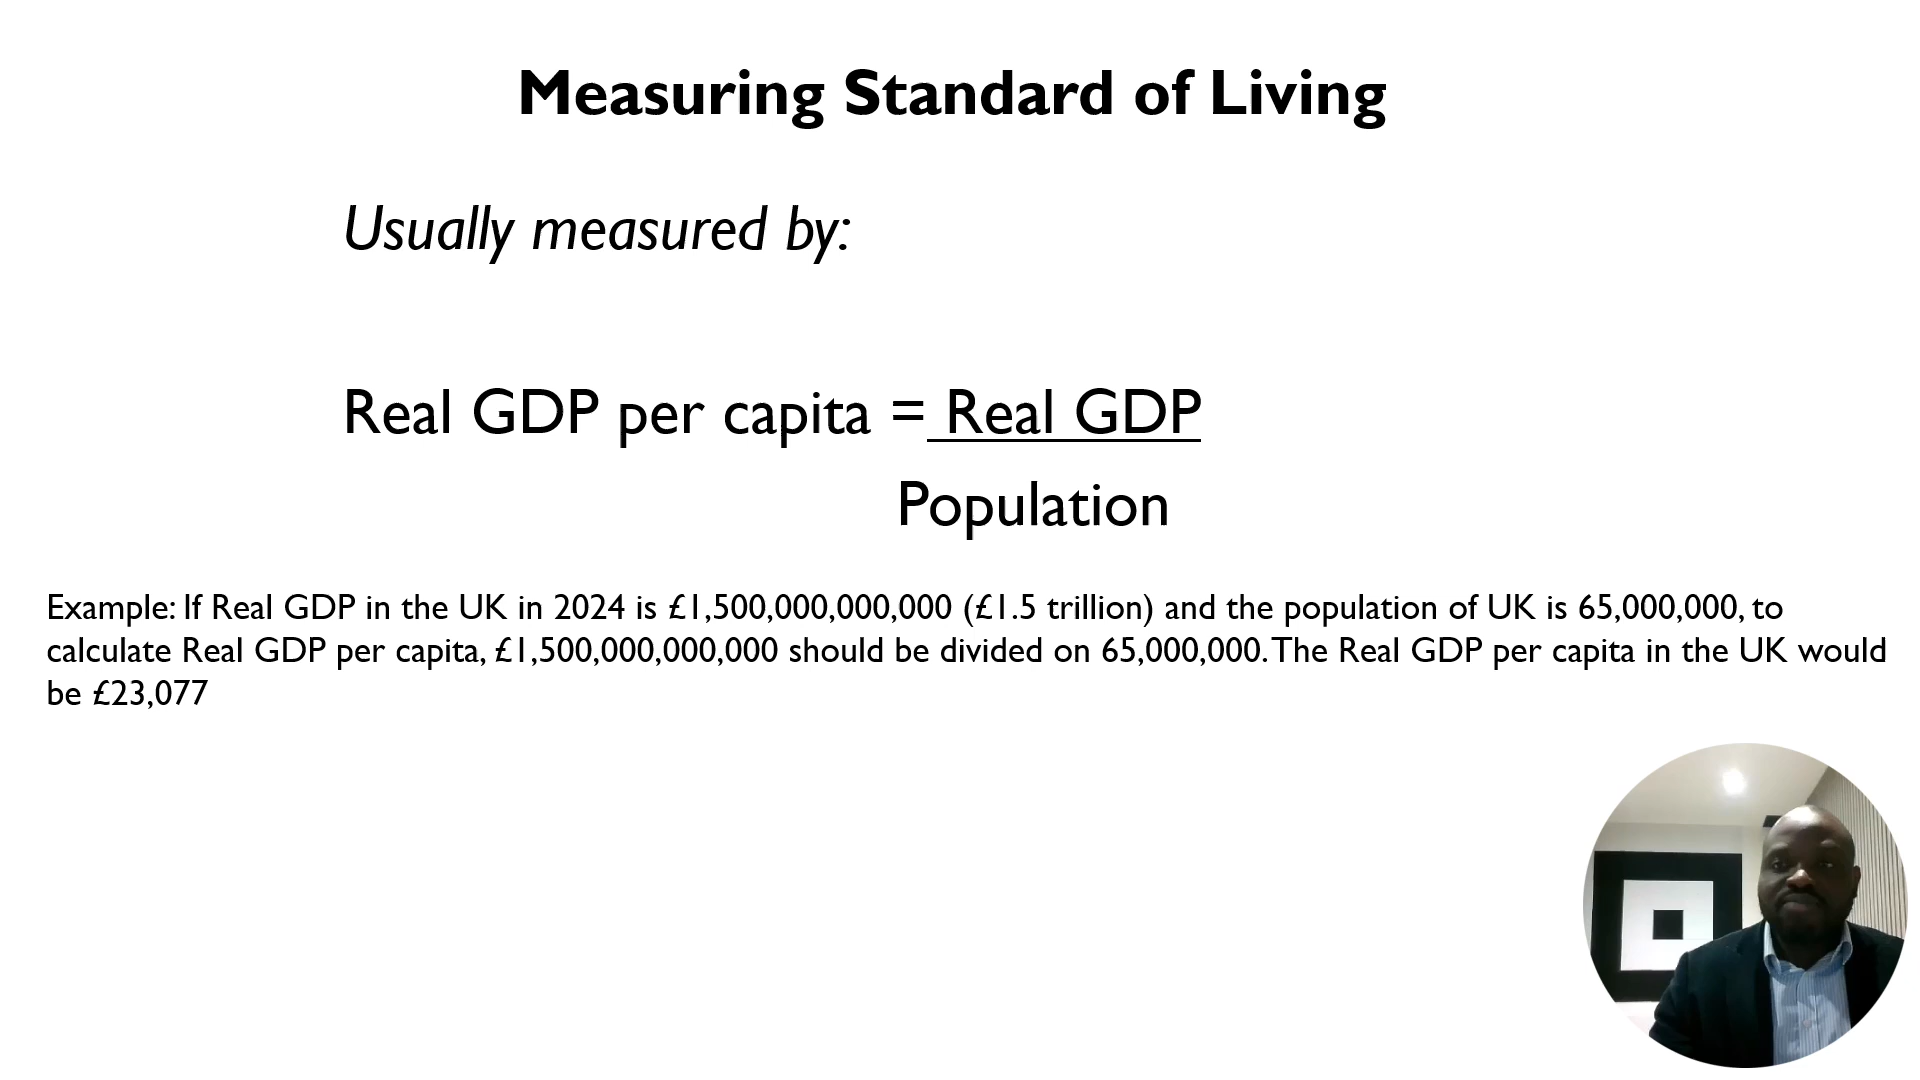 Measuring Standard of Living
Usually measured by:
Real GDP per capita = Real GDP
Population
Example: If Real GDP in the UK in 2024 is £1,500,000,000,000 (£1.5 trillion) and the population of UK is 65,000,000, to
calculate Real GDP per capita, £1,500,000,000,000 should be divided on 65,000,000. The Real GDP per capita in the UK would
be £23,077